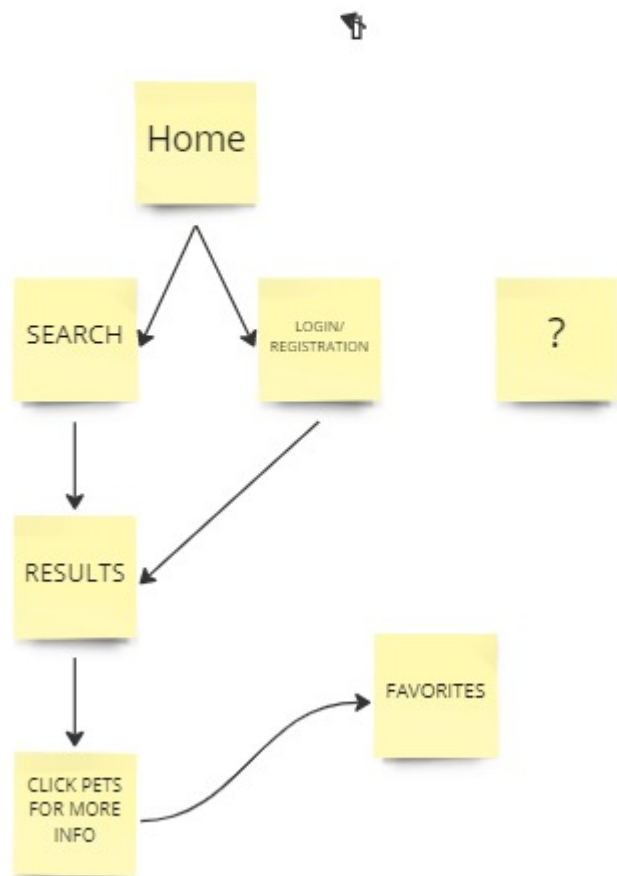 Home
SEARCH
LOGIN/
REGISTRATION
?
RESULTS
FAVORITES
CLICK PETS
FOR MORE
INFO